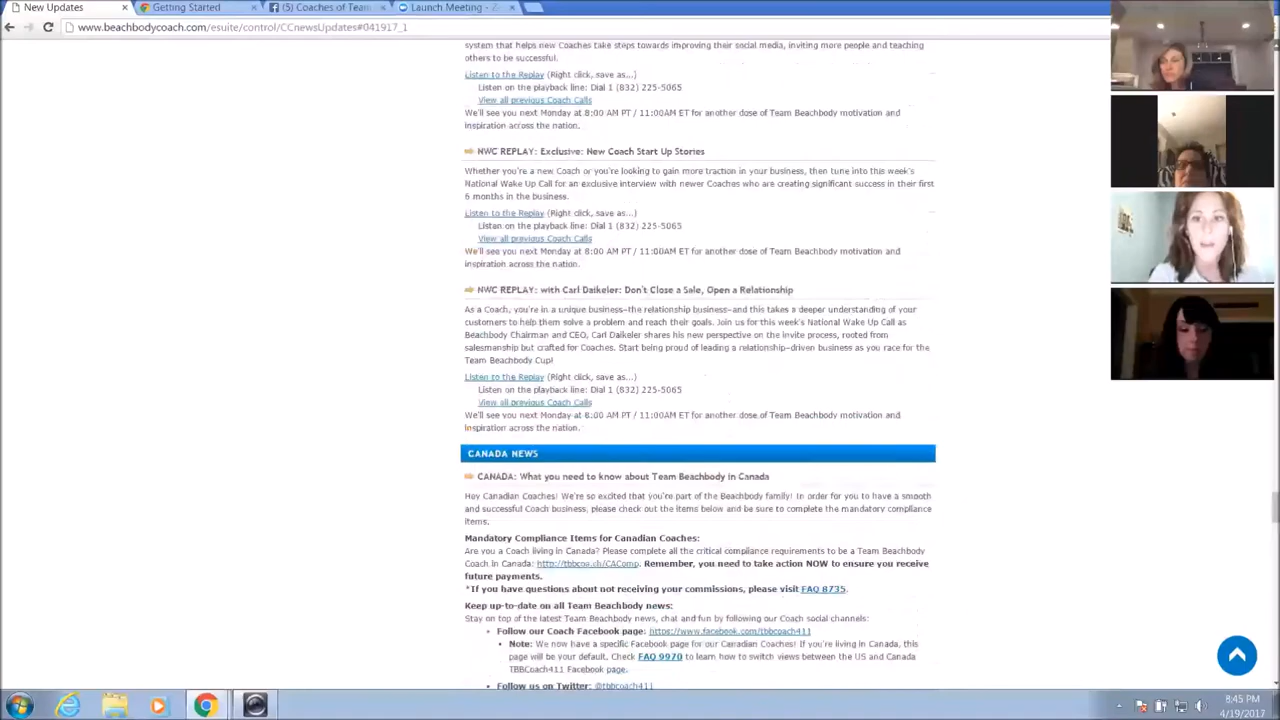 New Updates
Getting Started
(5) Coaches of Team
Launch Meeting - Z
www.beachbodycoach.com/esuite/control/CCnewsUpdates#041917_1
system that helps new Coaches take steps towards improving their social media, inviting more people and teaching
others to be successful.
Listen to the Replay (Right click, save as...)
Listen on the playback line: Dial 1 (832) 225-5065
View all previous Coach Calls
We'll see you next Monday at 8:00 AM PT / 11:00AM ET for another dose of Team Beachbody motivation and
inspiration across the nation.
NWC REPLAY: Exclusive: New Coach Start Up Stories
Whether you're a new Coach or you're looking to gain more traction in your business, then tune into this week's
National Wake Up Call for an exclusive interview with newer Coaches who are creating significant success in their first
6 months in the business.
Listen to the Replay (Right click, save as...)
Listen on the playback line: Dial 1 (832) 225-5065
View all previous Coach Calls
We'll see you next Monday at 8:00 AM PT / 11:00AM ET for another dose of Team Beachbody motivation and
inspiration across the nation.
NWC REPLAY: with Carl Daikeler: Don't Close a Sale, Open a Relationship
As a Coach, you're in a unique business–the relationship business–and this takes a deeper understanding of your
customers to help them solve a problem and reach their goals. Join us for this week's National Wake Up Call as
Beachbody Chairman and CEO, Carl Daikeler shares his new perspective on the invite process, rooted from
salesmanship but crafted for Coaches. Start being proud of leading a relationship-driven business as you race for the
Team Beachbody Cup!
Listen to the Replay (Right click, save as...)
Listen on the playback line: Dial 1 (832) 225-5065
View all previous Coach Calls
We'll see you next Monday at 8:00 AM PT / 11:00AM ET for another dose of Team Beachbody motivation and
inspiration across the nation.
CANADA NEWS
CANADA: What you need to know about Team Beachbody in Canada
Hey Canadian Coaches! We're so excited that you're part of the Beachbody family! In order for you to have a smooth
and successful Coach business, please check out the items below and be sure to complete the mandatory compliance
items.
Mandatory Compliance Items for Canadian Coaches:
Are you a Coach living in Canada? Please complete all the critical compliance requirements to be a Team Beachbody
Coach in Canada: http://tbbcoa.ch/CAComp. Remember, you need to take action NOW to ensure you receive
future payments.
*If you have questions about not receiving your commissions, please visit FAQ 8735.
Keep up-to-date on all Team Beachbody news:
Stay on top of the latest Team Beachbody news, chat and fun by following our Coach social channels:
Follow our Coach Facebook page: https://www.facebook.com/tbbcoach411
Note: We now have a specific Facebook page for our Canadian Coaches! If you're living in Canada, this
page will be your default. Check FAQ 9970 to learn how to switch views between the US and Canada
TBBCoach411 Facebook page.
Follow us on Twitter: @tbbcoach411
8:45 PM
4/19/2017